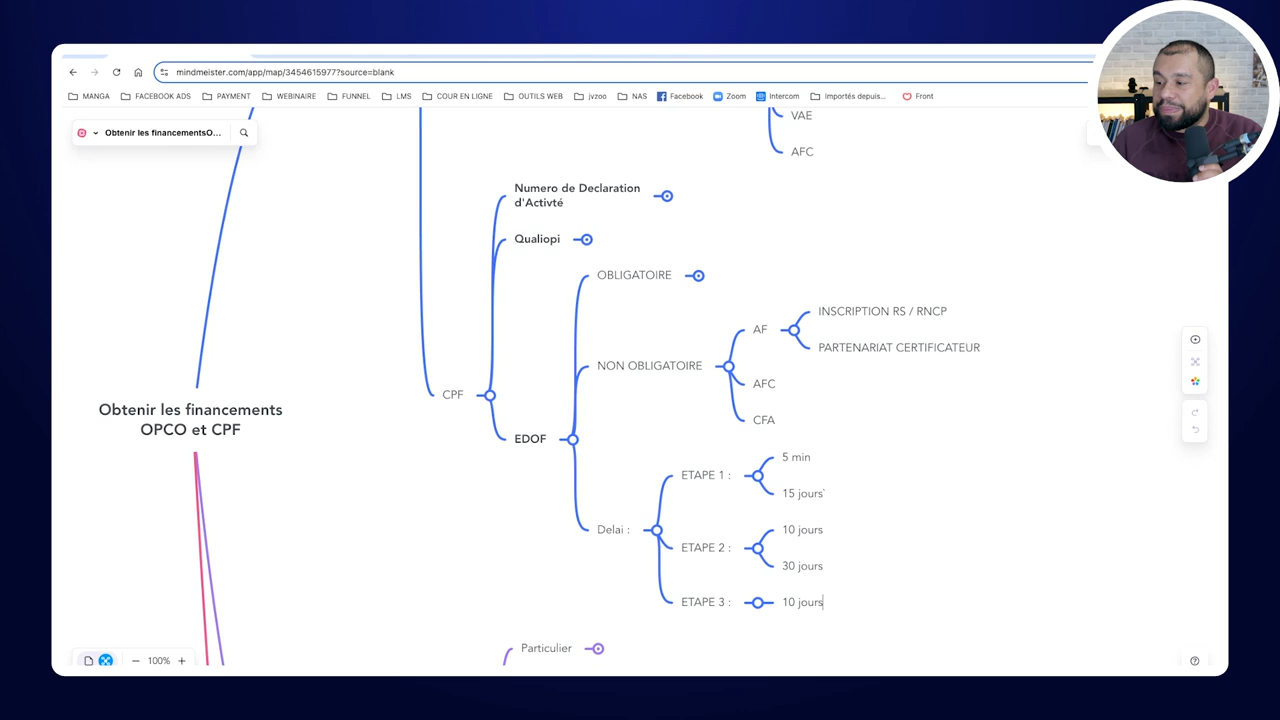 mindmeister.com/app/map/3454615977?source=blank
MANGA
FACEBOOK ADS
PAYMENT
WEBINAIRE
FUNNEL
LMS
COUR EN LIGNE
OUTILS WEB
jvzoo
NAS
Facebook
Zoom
Intercom
importés depuis...
Front
Obtenir les financementsO...
VAE
AFC
Numero de Declaration
d'Activté
Qualiopi
OBLIGATOIRE
INSCRIPTION RS / RNCP
AF
PARTENARIAT CERTIFICATEUR
NON OBLIGATOIRE
AFC
CPF
CFA
Obtenir les financements
OPCO et CPF
EDOF
5 min
ETAPE 1 :
15 jours`
Delai :
10 jours
ETAPE 2 :
30 jours
ETAPE 3 :
10 jours
Particulier
100%